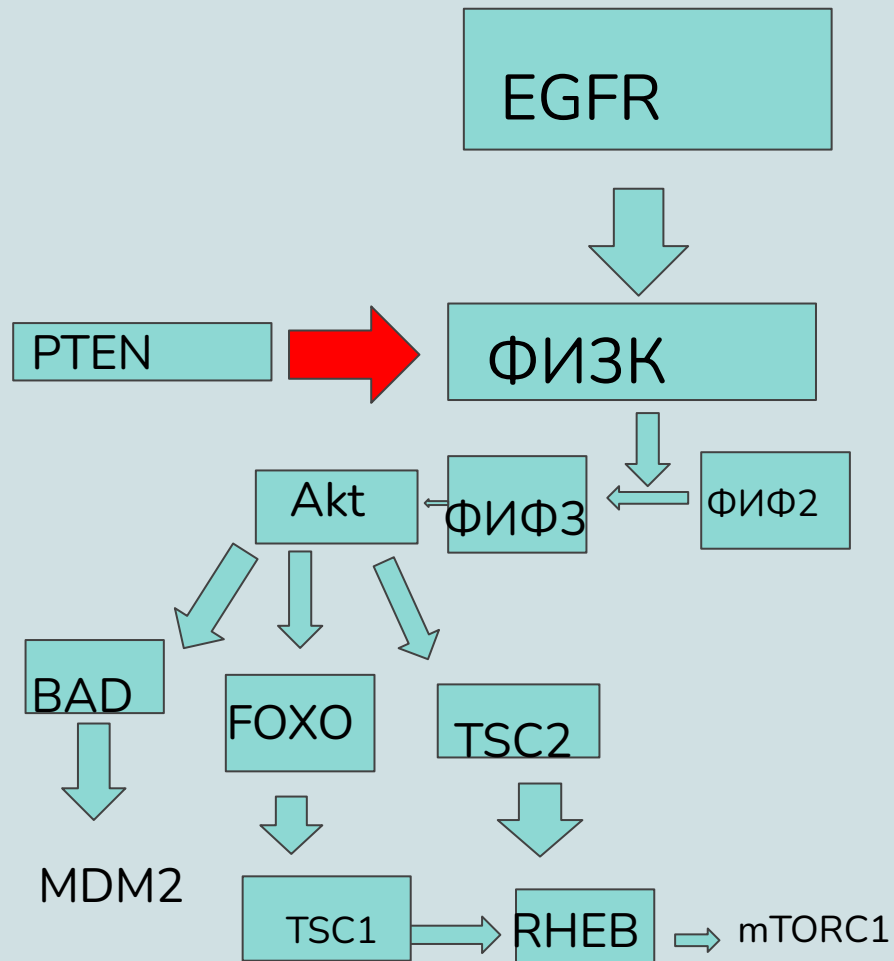 EGFR
PTEN
ФИЗК
Akt
ФИФ3
ФИФ2
BAD
FOXO
TSC2
MDM2
TSC1
RHEB
mTORC1